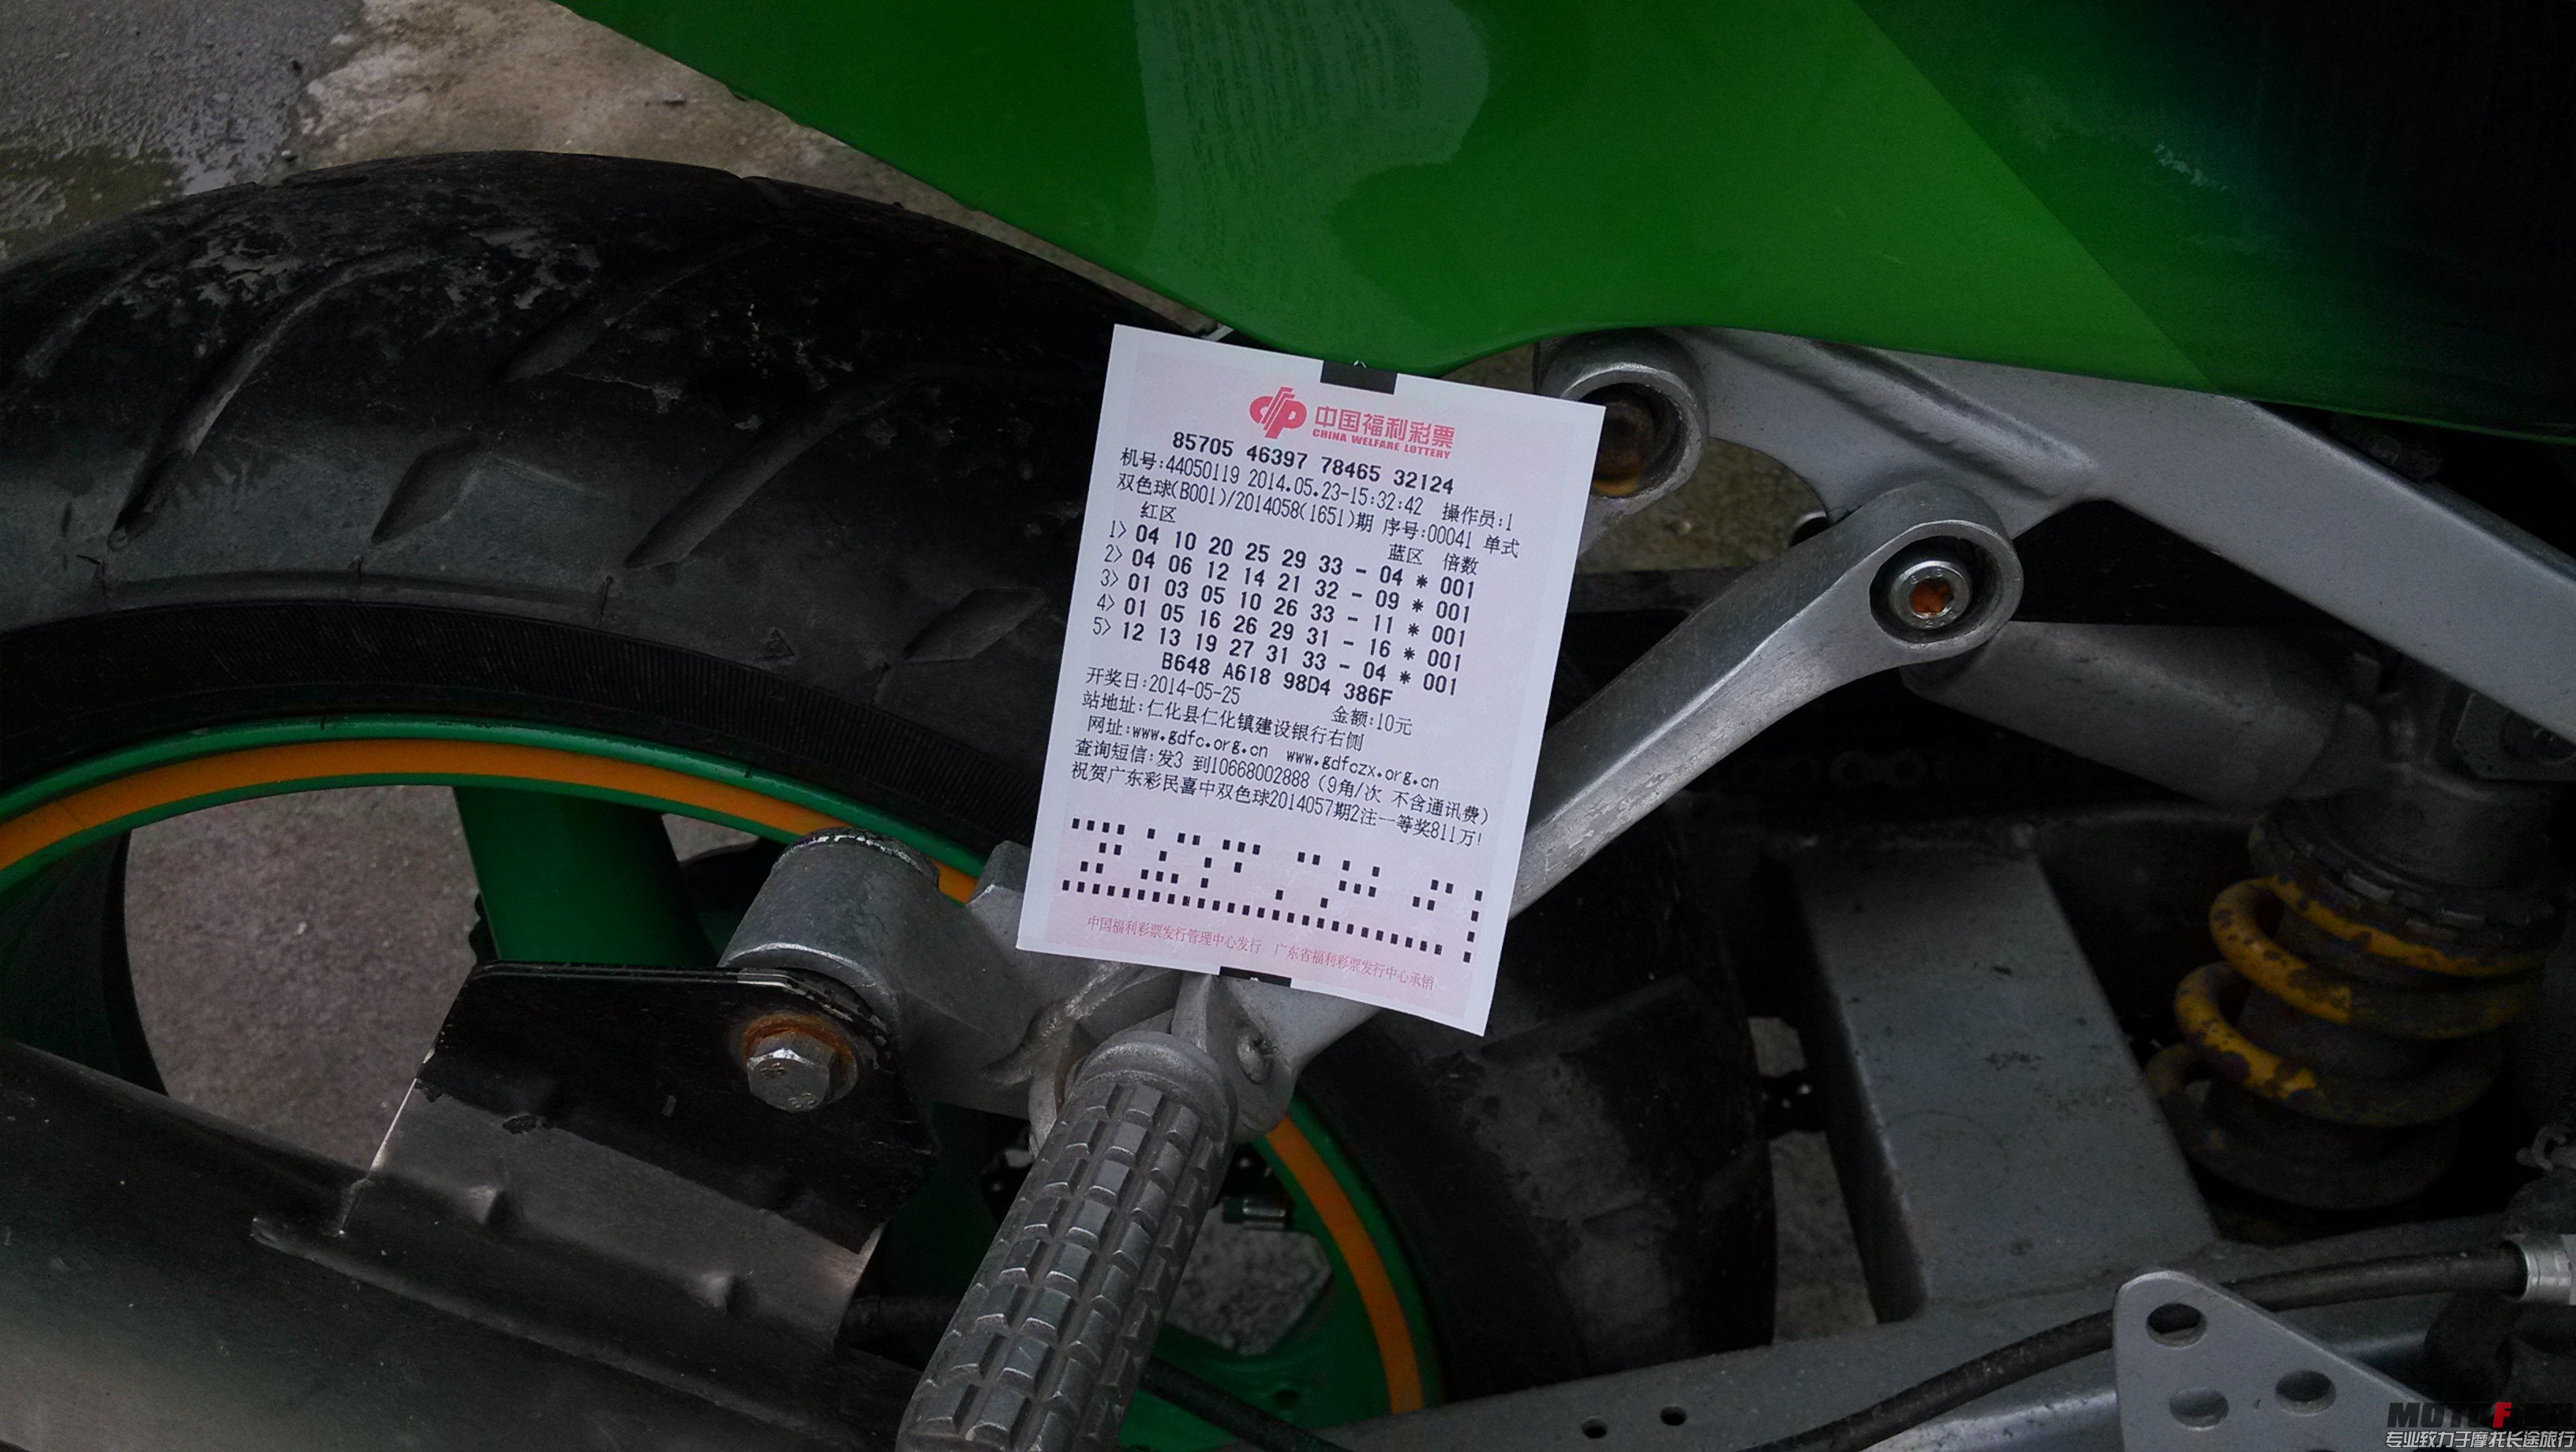 中国福利彩票
CHINA WELFARE LOTTERY
85705 46397 78465 32124
机号:44050119 2014.05.23-15:32:42 操作员:1
双色球(B001)/2014058(1651)期 序号:00041 单式
红区 蓝区 倍数
1> 04 10 20 25 29 33 - 04 * 001
2> 04 06 12 14 21 32 - 09 * 001
3> 01 03 05 10 26 33 - 11 * 001
4> 01 05 16 26 29 31 - 16 * 001
5> 12 13 19 27 31 33 - 04 * 001
B648 A618 98D4 386F
开奖日:2014-05-25 金额:10元
站地址:仁化县仁化镇建设银行右侧
网址:www.gdfc.org.cn www.gdfczx.org.cn
查询短信:发3 到10668002888 (9角/次 不含通讯费)
祝贺广东彩民喜中双色球2014057期2注一等奖811万!
中国福利彩票发行管理中心发行 广东省福利彩票发行中心承销
专业致力于摩托长途旅行